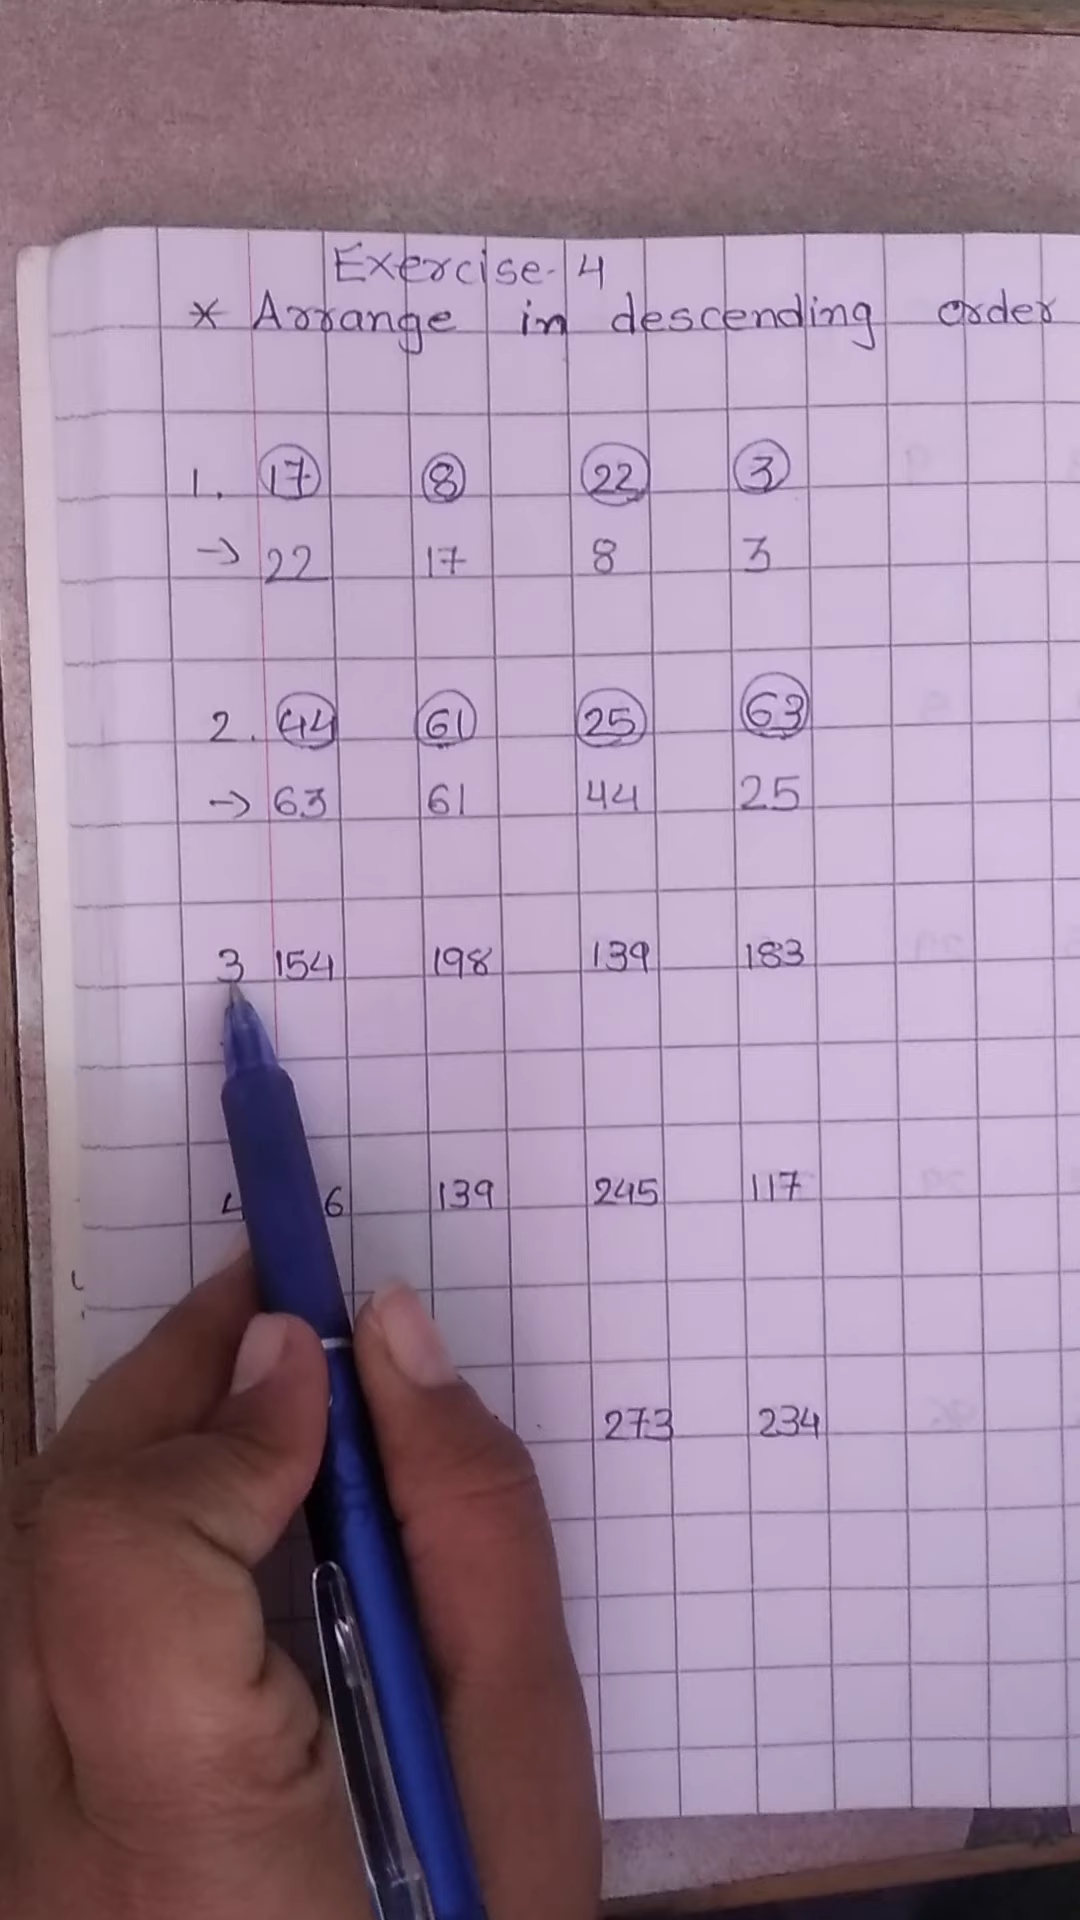 Exercise-4
* Arrange in descending order
1. 17 8 22 3
→ 22 17 8 3
2. 44 61 25 63
→ 63 61 44 25
3 154 198 139 183
139 245 117
273 234